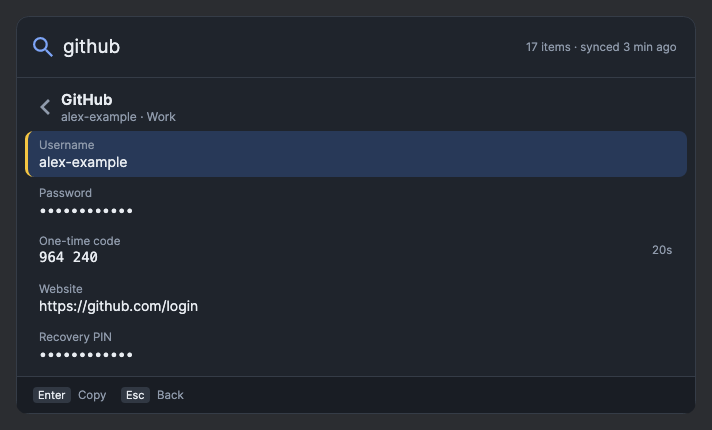 github
17 items · synced 3 min ago
GitHub
alex-example · Work
Username
alex-example
Password
••••••••••••
One-time code
964 240
20s
Website
https://github.com/login
Recovery PIN
••••••••••••
Enter Copy Esc Back